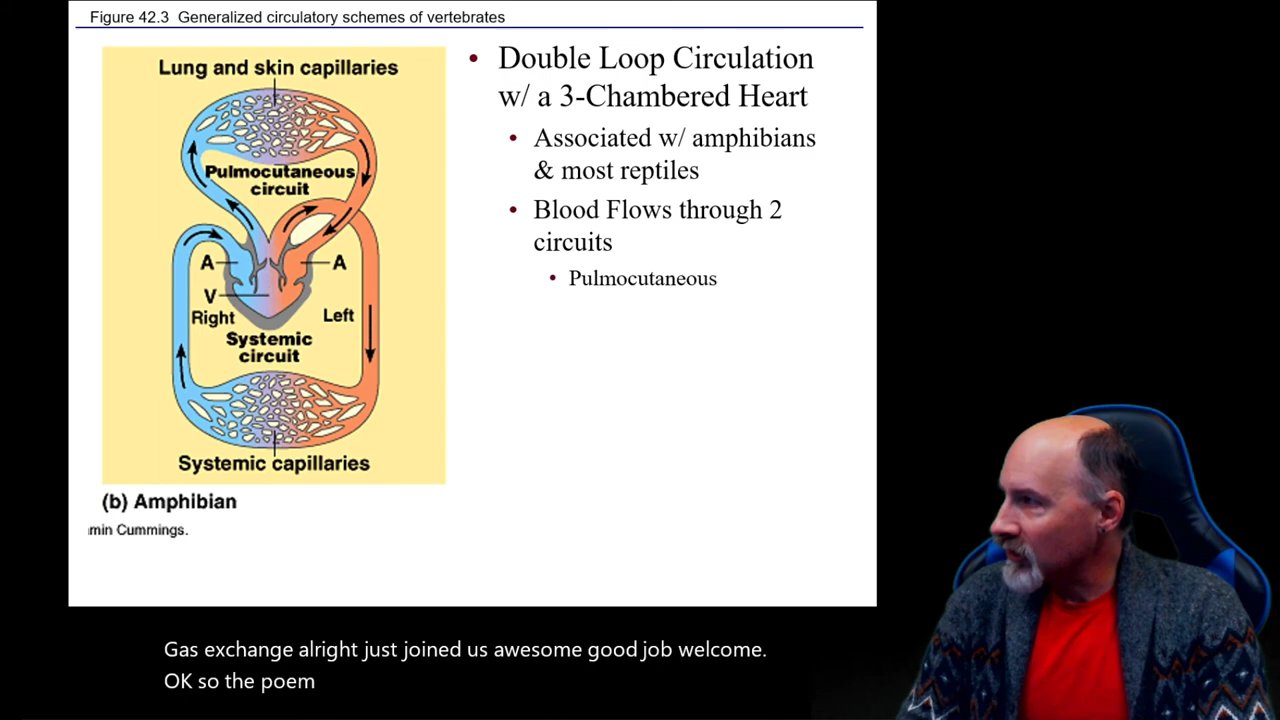 Figure 42.3 Generalized circulatory schemes of vertebrates
Lung and skin capillaries
Pulmocutaneous
circuit
A
A
V
Right
Left
Systemic
circuit
Systemic capillaries
(b) Amphibian
min Cummings.
• Double Loop Circulation
w/ a 3-Chambered Heart
• Associated w/ amphibians
& most reptiles
• Blood Flows through 2
circuits
• Pulmocutaneous
Gas exchange alright just joined us awesome good job welcome.
OK so the poem